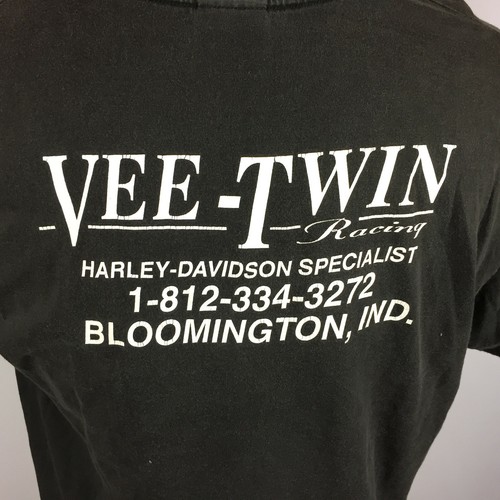 VEE-TWIN
Racing
HARLEY-DAVIDSON SPECIALIST
1-812-334-3272
BLOOMINGTON, IND.